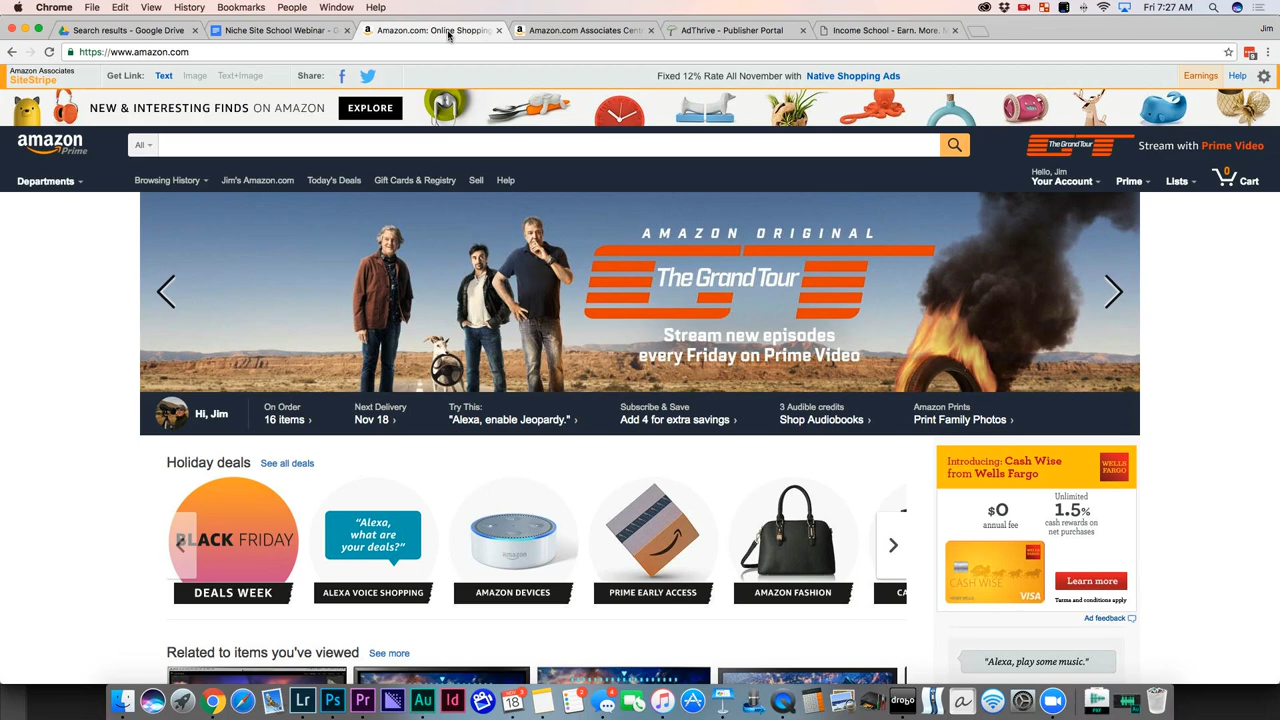 Chrome File Edit View History Bookmarks People Window Help
Fri 7:27 AM
Search results - Google Drive
Niche Site School Webinar -
Amazon.com: Online Shopping
Amazon.com Associates Cent
AdThrive - Publisher Portal
Income School - Earn. More. M
Jim
https://www.amazon.com
Amazon Associates
SiteStripe
Get Link: Text Image Text+Image Share:
Fixed 12% Rate All November with Native Shopping Ads
Earnings Help
NEW & INTERESTING FINDS ON AMAZON EXPLORE
amazon
Prime
All
The Grand Tour
Stream with Prime Video
Departments
Browsing History Jim's Amazon.com Today's Deals Gift Cards & Registry Sell Help
Hello, Jim
Your Account Prime Lists 0 Cart
AMAZON ORIGINAL
The Grand Tour
Stream new episodes
every Friday on Prime Video
Hi, Jim
On Order
16 items ›
Next Delivery
Nov 18 ›
Try This:
"Alexa, enable Jeopardy." ›
Subscribe & Save
Add 4 for extra savings ›
3 Audible credits
Shop Audiobooks ›
Amazon Prints
Print Family Photos ›
Holiday deals See all deals
BLACK FRIDAY
DEALS WEEK
"Alexa,
what are
your deals?"
ALEXA VOICE SHOPPING
amazon
AMAZON DEVICES
PRIME EARLY ACCESS
AMAZON FASHION
CA
Introducing: Cash Wise
from Wells Fargo
WELLS
FARGO
$0
annual fee
Unlimited
1.5%
cash rewards on
net purchases
CASH WISE
VISA
Learn more
Terms and conditions apply
Ad feedback
Related to items you've viewed See more
"Alexa, play some music."
Lr Ps Pr Au Id
NOV
18
drobo
a